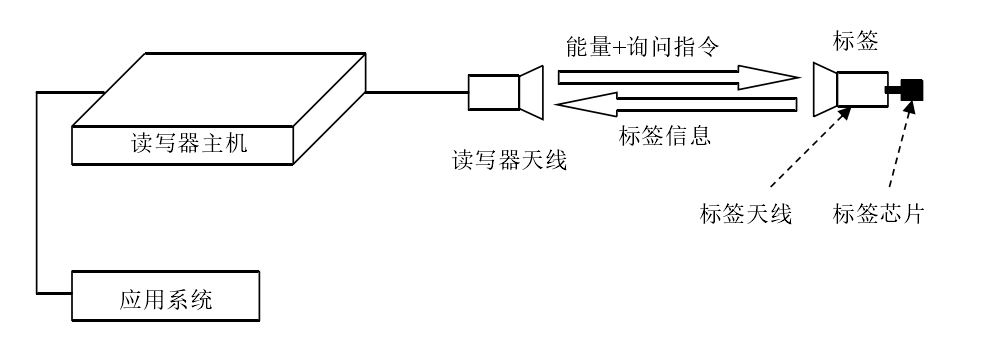 能量+询问指令
标签
读写器主机
标签信息
读写器天线
标签天线
标签芯片
应用系统